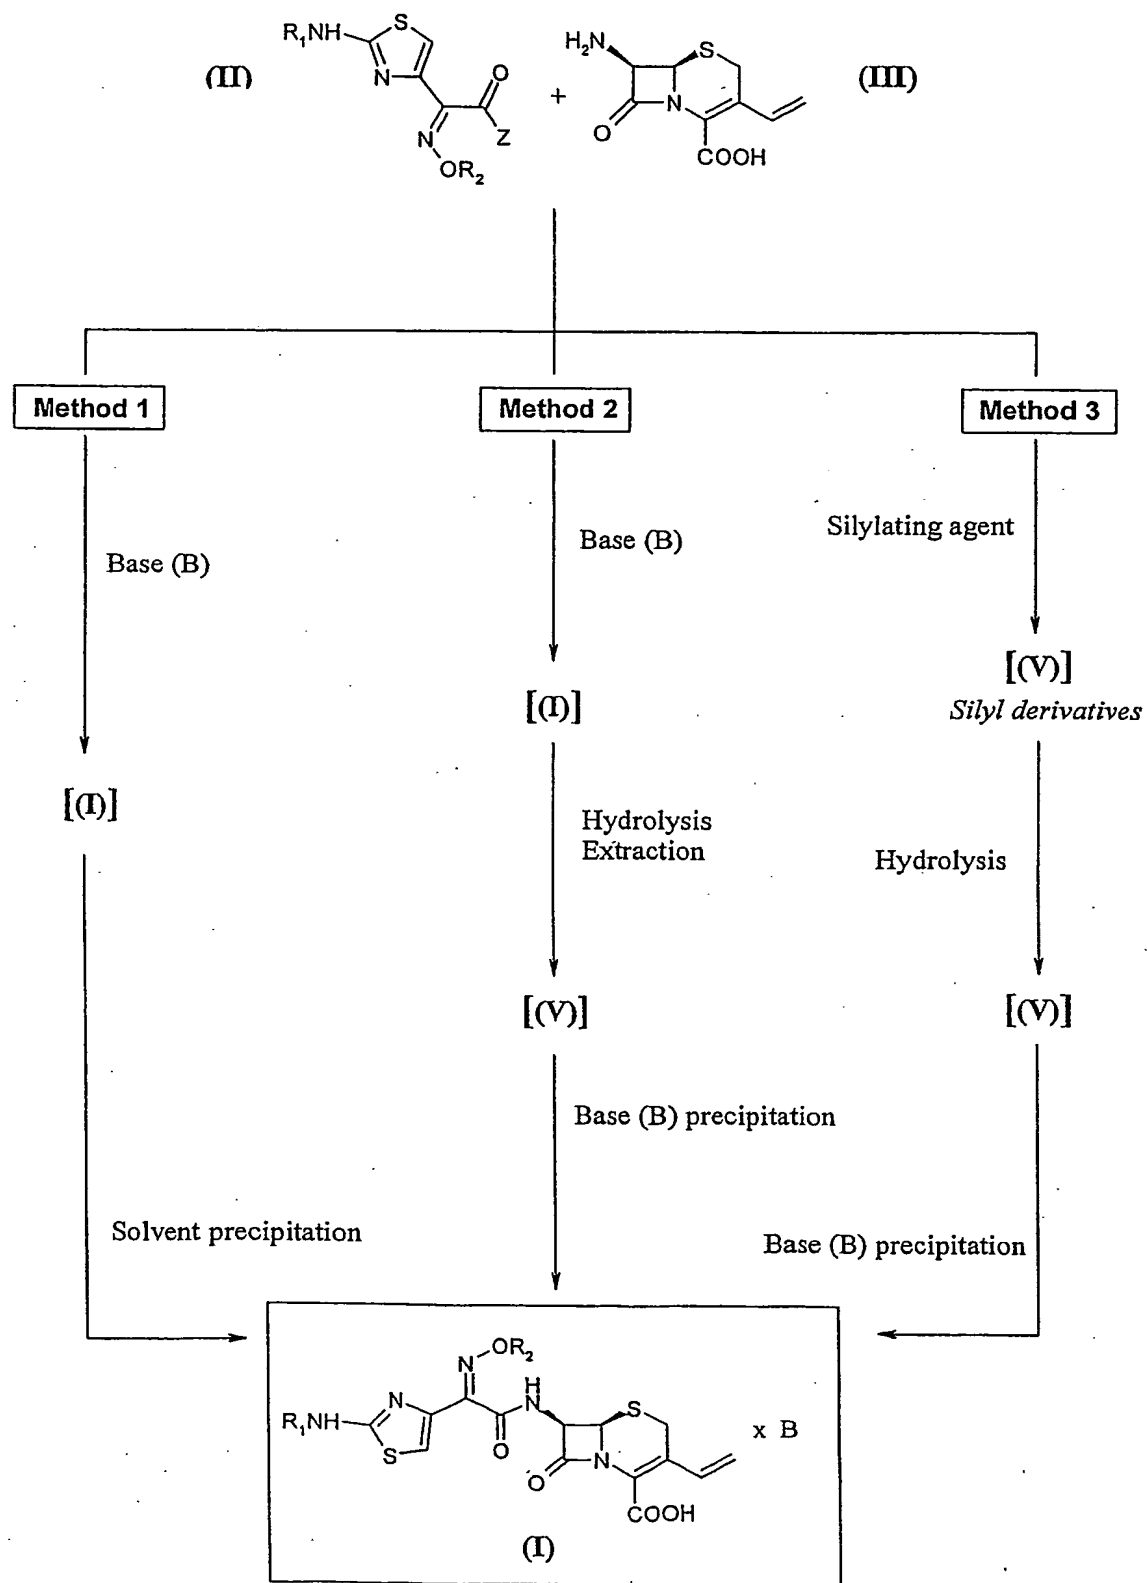 (II)
R₁NH
S
N
O
N
Z
OR₂
+
H₂N
S
N
O
COOH
(III)
Method 1
Method 2
Method 3
Base (B)
Base (B)
Silylating agent
[(I)]
[(I)]
[(V)]
Silyl derivatives
Hydrolysis
Extraction
Hydrolysis
[(V)]
[(V)]
Base (B) precipitation
Solvent precipitation
Base (B) precipitation
R₁NH
N
S
N
OR₂
O
H
N
S
N
O
COOH
x B
(I)